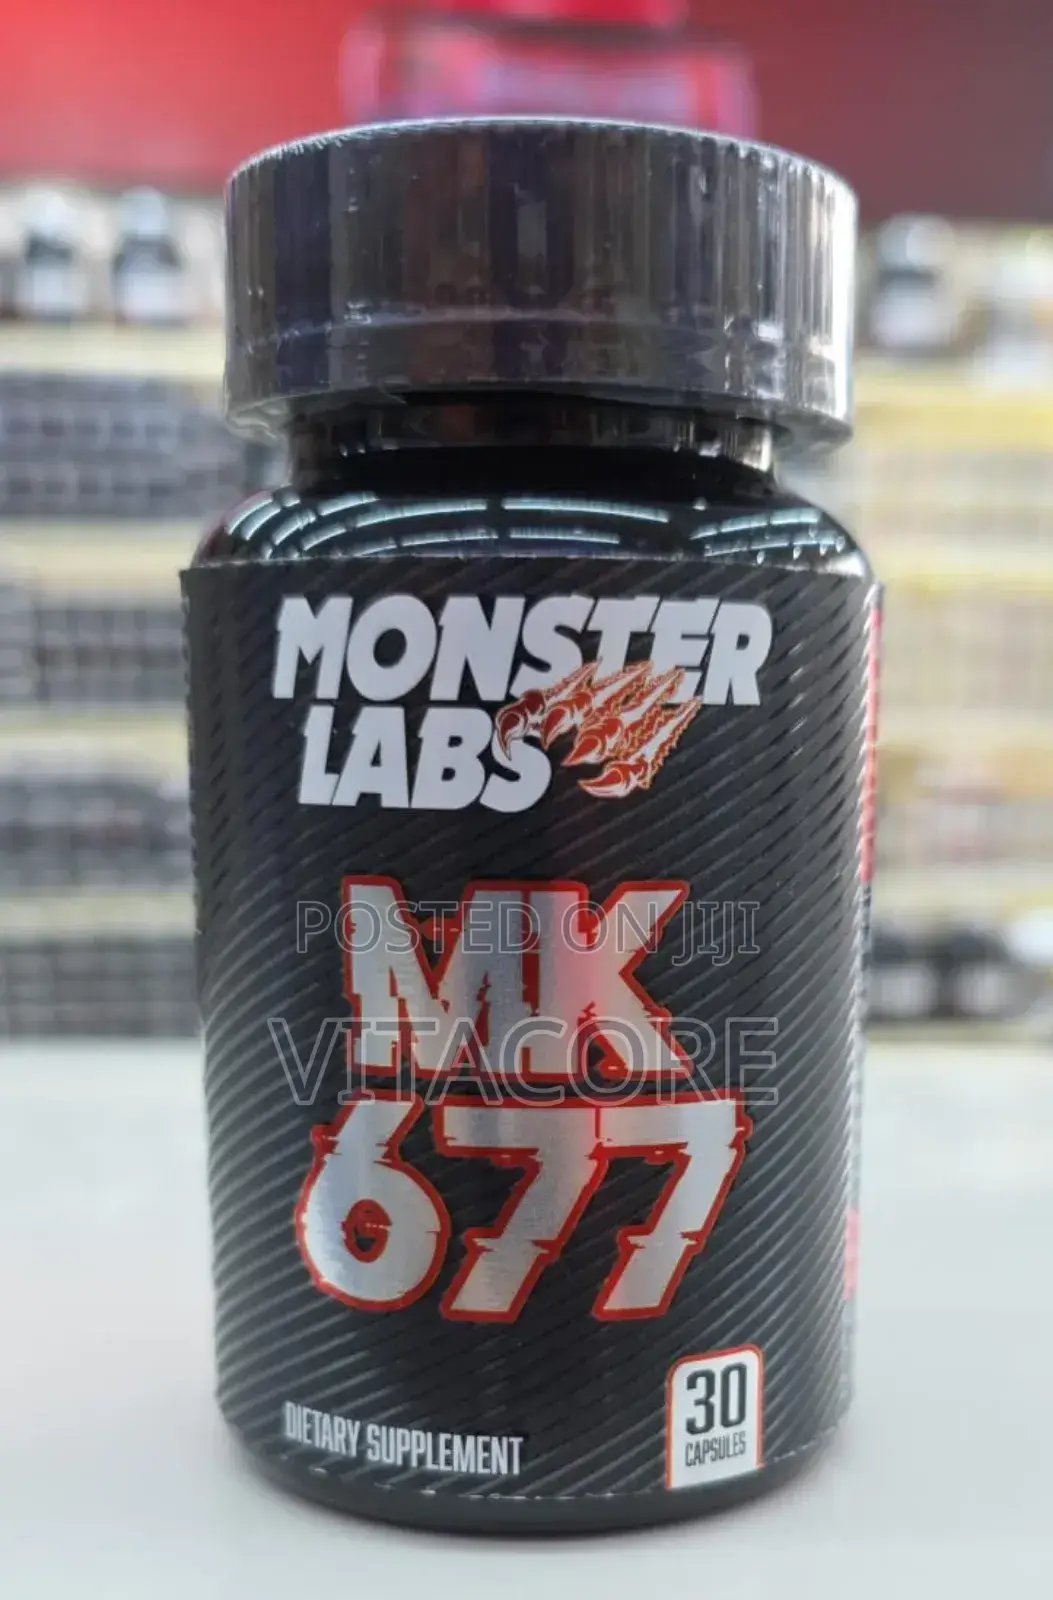 MONSTER
LABS
MK
POSTED ON JIJI
VITACORE
677
30
CAPSULES
DIETARY SUPPLEMENT